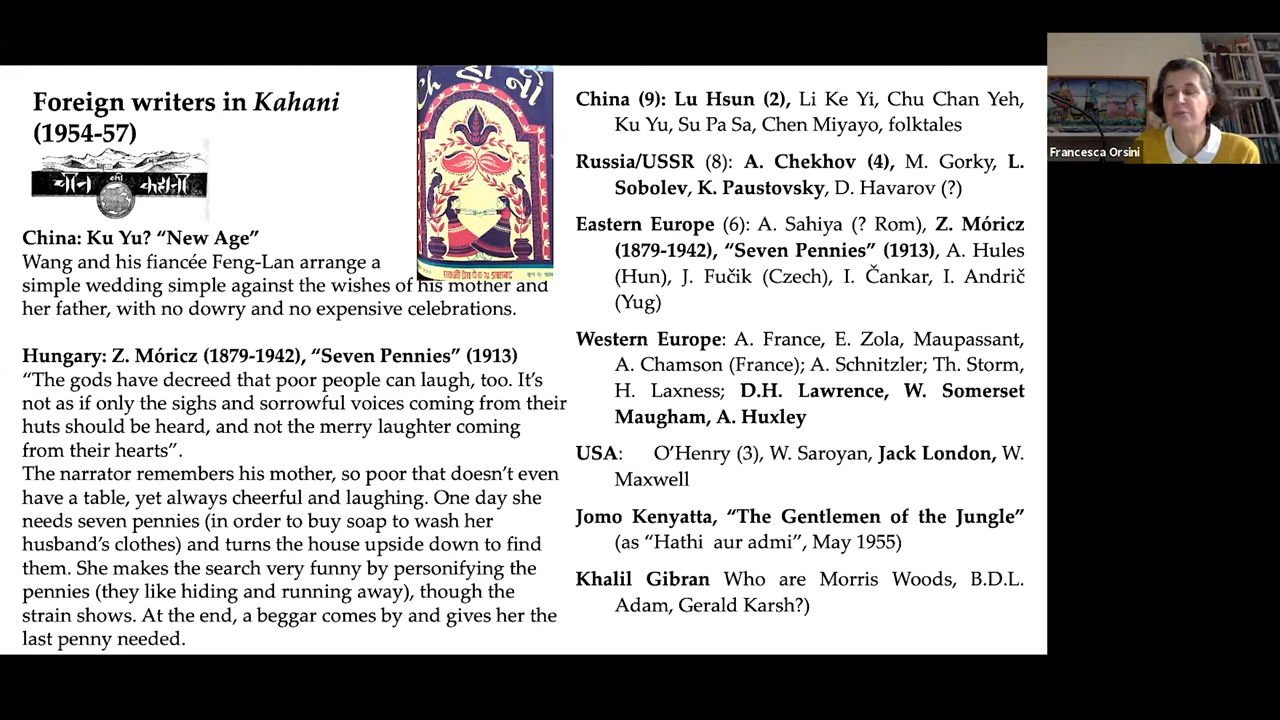 Foreign writers in Kahani
(1954-57)
चीन की कहानी
कहानी
China: Ku Yu? “New Age”
Wang and his fiancée Feng-Lan arrange a
simple wedding simple against the wishes of his mother and
her father, with no dowry and no expensive celebrations.
Hungary: Z. Móricz (1879-1942), “Seven Pennies” (1913)
“The gods have decreed that poor people can laugh, too. It’s
not as if only the sighs and sorrowful voices coming from their
huts should be heard, and not the merry laughter coming
from their hearts”.
The narrator remembers his mother, so poor that doesn’t even
have a table, yet always cheerful and laughing. One day she
needs seven pennies (in order to buy soap to wash her
husband’s clothes) and turns the house upside down to find
them. She makes the search very funny by personifying the
pennies (they like hiding and running away), though the
strain shows. At the end, a beggar comes by and gives her the
last penny needed.
China (9): Lu Hsun (2), Li Ke Yi, Chu Chan Yeh,
Ku Yu, Su Pa Sa, Chen Miyayo, folktales
Russia/USSR (8): A. Chekhov (4), M. Gorky, L.
Sobolev, K. Paustovsky, D. Havarov (?)
Eastern Europe (6): A. Sahiya (? Rom), Z. Móricz
(1879-1942), “Seven Pennies” (1913), A. Hules
(Hun), J. Fučik (Czech), I. Čankar, I. Andrič
(Yug)
Western Europe: A. France, E. Zola, Maupassant,
A. Chamson (France); A. Schnitzler; Th. Storm,
H. Laxness; D.H. Lawrence, W. Somerset
Maugham, A. Huxley
USA: O’Henry (3), W. Saroyan, Jack London, W.
Maxwell
Jomo Kenyatta, “The Gentlemen of the Jungle”
(as “Hathi aur admi”, May 1955)
Khalil Gibran Who are Morris Woods, B.D.L.
Adam, Gerald Karsh?)
Francesca Orsini